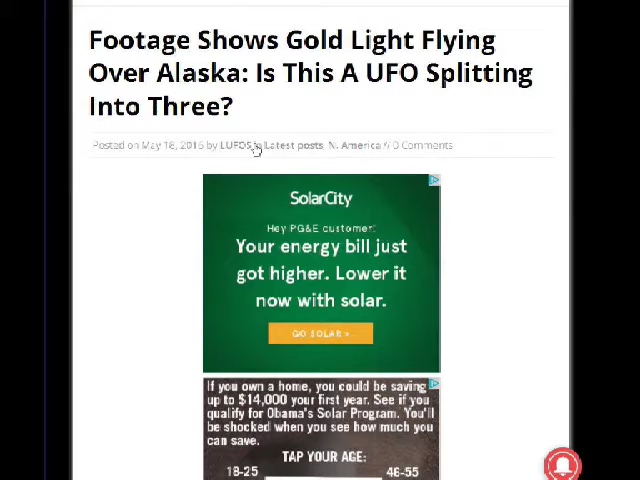 Footage Shows Gold Light Flying
Over Alaska: Is This A UFO Splitting
Into Three?
Posted on May 18, 2016 by LUFOS in Latest posts, N. America // 0 Comments
SolarCity
Hey PG&E customer!
Your energy bill just
got higher. Lower it
now with solar.
GO SOLAR >
If you own a home, you could be saving
up to $14,000 your first year. See if you
qualify for Obama's Solar Program. You'll
be shocked when you see how much you
can save.
TAP YOUR AGE:
18-25 46-55